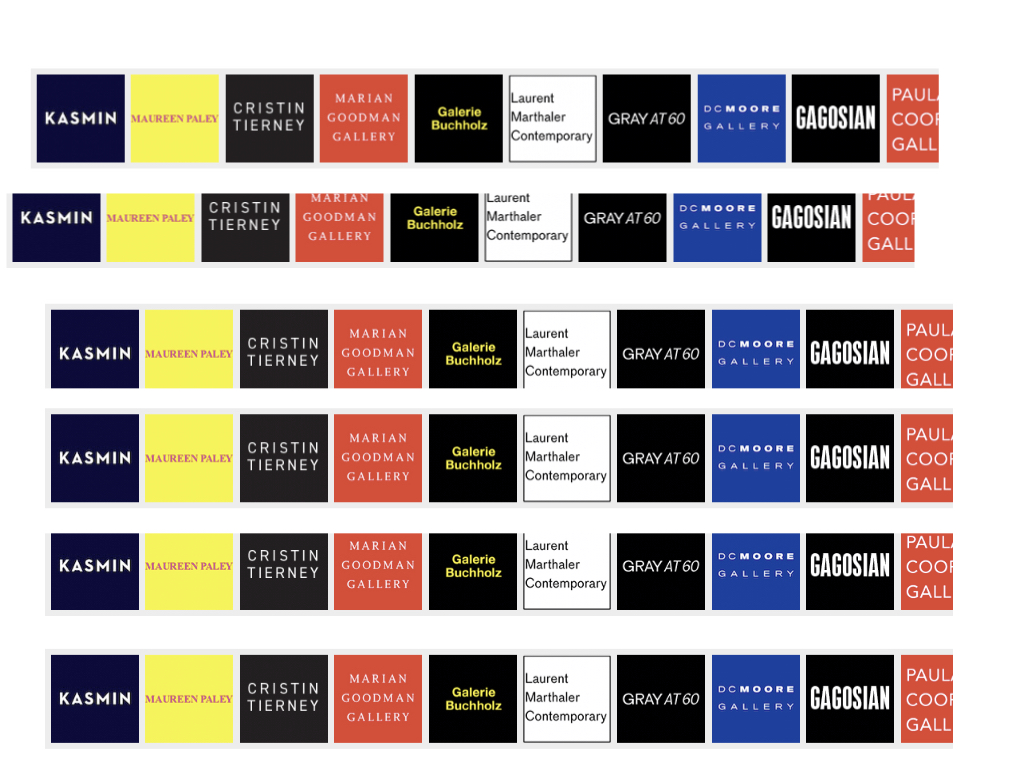 KASMIN
MAUREEN PALEY
CRISTIN
TIERNEY
MARIAN
GOODMAN
GALLERY
Galerie
Buchholz
Laurent
Marthaler
Contemporary
GRAY AT 60
DC MOORE
GALLERY
GAGOSIAN
PAULA
COOP
GALL
KASMIN
MAUREEN PALEY
CRISTIN
TIERNEY
MARIAN
GOODMAN
GALLERY
Galerie
Buchholz
Laurent
Marthaler
Contemporary
GRAY AT 60
DC MOORE
GALLERY
GAGOSIAN
PAULA
COOP
GALL
KASMIN
MAUREEN PALEY
CRISTIN
TIERNEY
MARIAN
GOODMAN
GALLERY
Galerie
Buchholz
Laurent
Marthaler
Contemporary
GRAY AT 60
DC MOORE
GALLERY
GAGOSIAN
PAULA
COOP
GALL
KASMIN
MAUREEN PALEY
CRISTIN
TIERNEY
MARIAN
GOODMAN
GALLERY
Galerie
Buchholz
Laurent
Marthaler
Contemporary
GRAY AT 60
DC MOORE
GALLERY
GAGOSIAN
PAULA
COOP
GALL
KASMIN
MAUREEN PALEY
CRISTIN
TIERNEY
MARIAN
GOODMAN
GALLERY
Galerie
Buchholz
Laurent
Marthaler
Contemporary
GRAY AT 60
DC MOORE
GALLERY
GAGOSIAN
PAULA
COOP
GALL
KASMIN
MAUREEN PALEY
CRISTIN
TIERNEY
MARIAN
GOODMAN
GALLERY
Galerie
Buchholz
Laurent
Marthaler
Contemporary
GRAY AT 60
DC MOORE
GALLERY
GAGOSIAN
PAULA
COOP
GALL